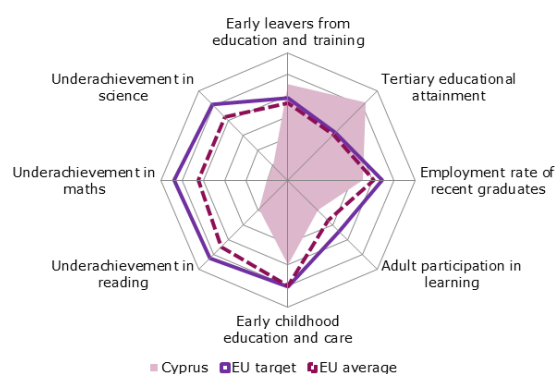 Early leavers from
education and training
Underachievement in
science
Tertiary educational
attainment
Underachievement in
maths
Employment rate of
recent graduates
Underachievement in
reading
Adult participation in
learning
Early childhood
education and care
Cyprus EU target EU average